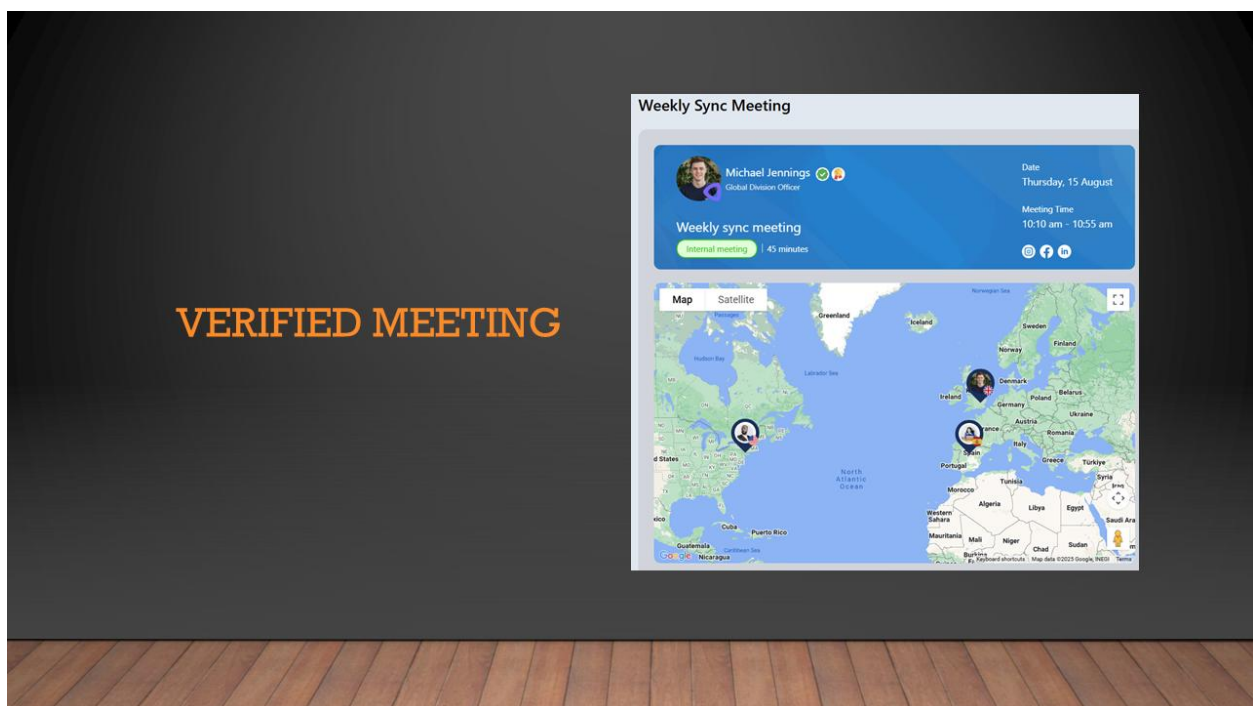 VERIFIED MEETING
Weekly Sync Meeting
Michael Jennings
Global Division Officer
Weekly sync meeting
Internal meeting | 45 minutes
Date
Thursday, 15 August
Meeting Time
10:10 am - 10:55 am
in
Map Satellite
Norwegian Sea
Greenland
Iceland
Sweden
Finland
Norway
Hudson Bay
Labrador Sea
Denmark
Ireland
Belarus
Poland
Germany
Ukraine
Austria
rance
Romania
Italy
Spain
Greece
Türkiye
Portugal
d States
North
Atlantic
Ocean
Tunisia
Syria
Morocco
Algeria
Libya
Egypt
Western
Sahara
Saudi Ara
xico
Cuba
Puerto Rico
Mauritania
Mali
Niger
Sudan
Chad
Guatemala
Caribbean Sea
Nicaragua
Google
Burkina
Keyboard shortcuts Map data ©2025 Google, INEGI Terms